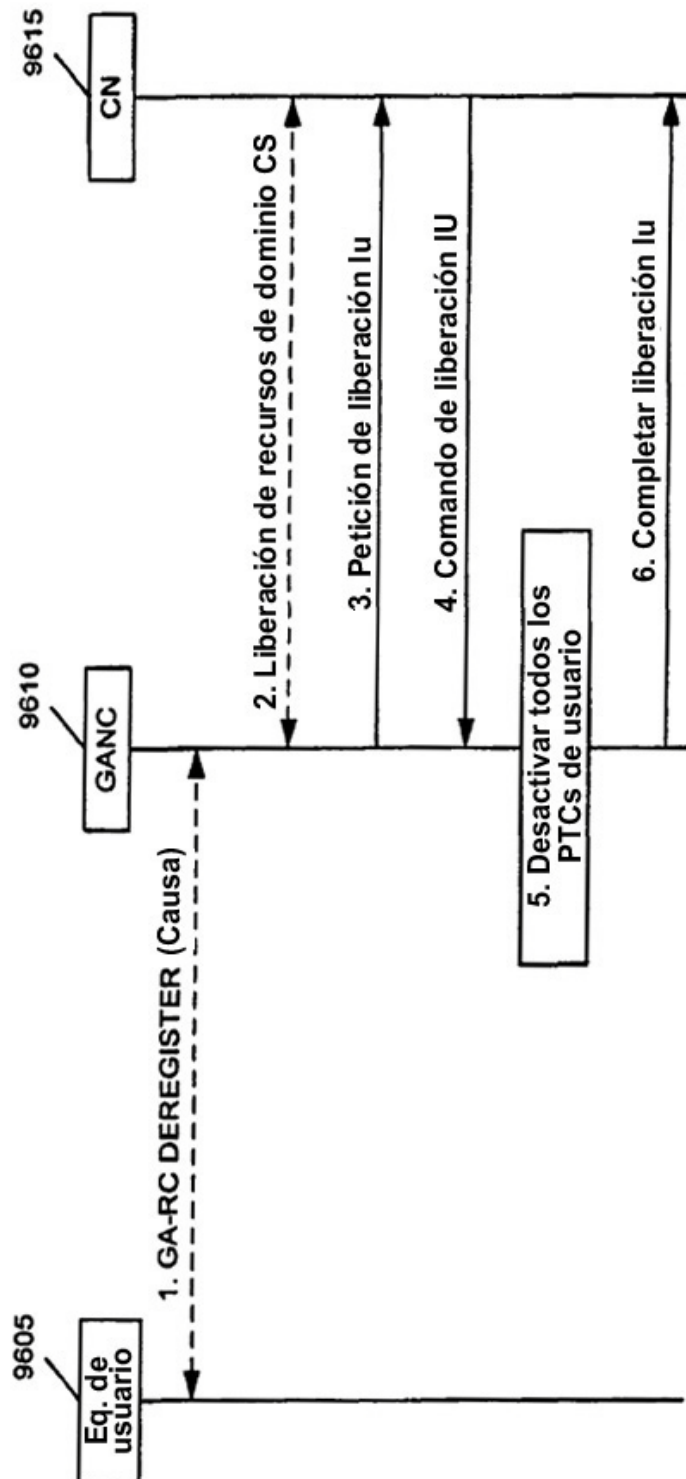 9605
Eq. de
usuario
9610
GANC
9615
CN
1. GA-RC DEREGISTER (Causa)
2. Liberación de recursos de dominio CS
3. Petición de liberación Iu
4. Comando de liberación IU
5. Desactivar todos los
PTCs de usuario
6. Completar liberación Iu